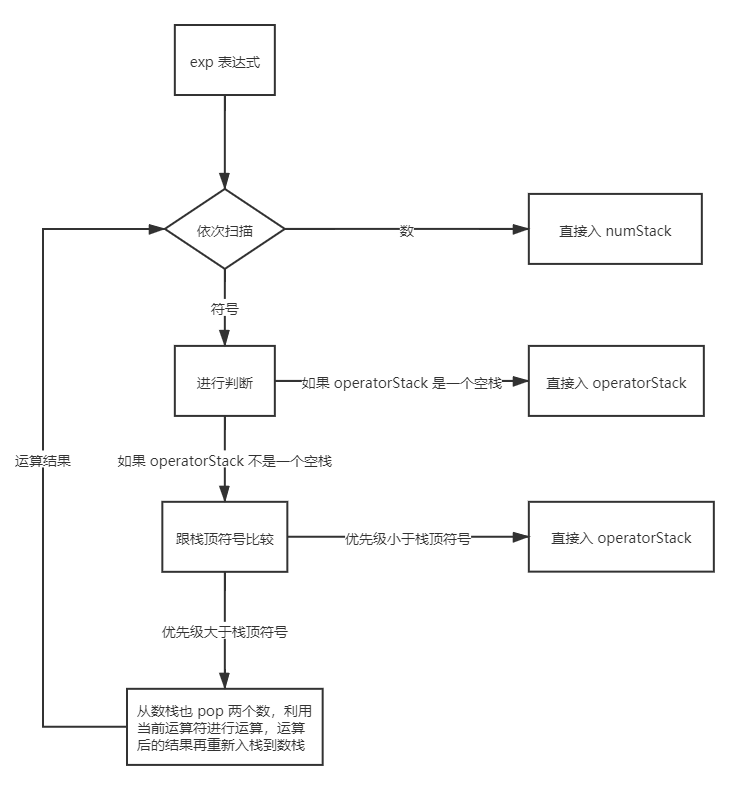 exp 表达式
依次扫描
数
直接入 numStack
符号
进行判断
如果 operatorStack 是一个空栈
直接入 operatorStack
运算结果
如果 operatorStack 不是一个空栈
跟栈顶符号比较
优先级小于栈顶符号
直接入 operatorStack
优先级大于栈顶符号
从数栈也 pop 两个数，利用
当前运算符进行运算，运算
后的结果再重新入栈到数栈